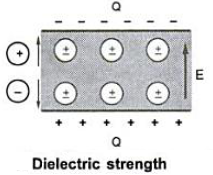 Q
- - - - - -
+ ± ± ±
E
- ± ± ±
+ + + + + +
Q
Dielectric strength